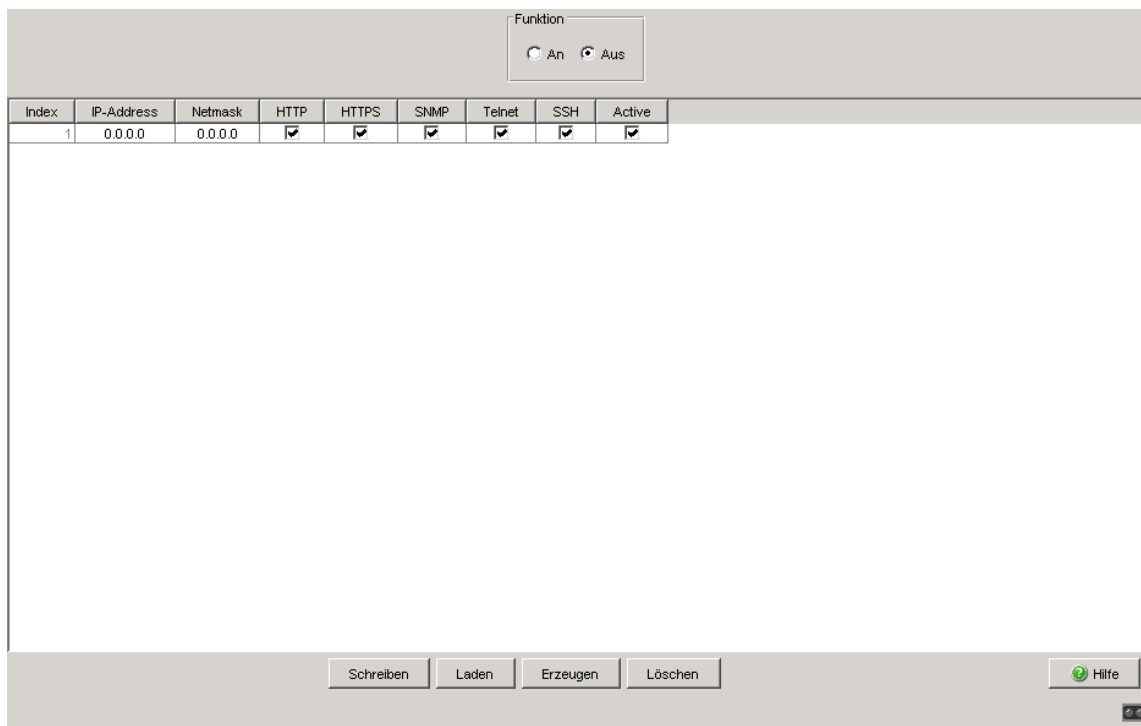 Funktion
An Aus
Index IP-Address Netmask HTTP HTTPS SNMP Telnet SSH Active
1 0.0.0.0 0.0.0.0
Schreiben Laden Erzeugen Löschen Hilfe